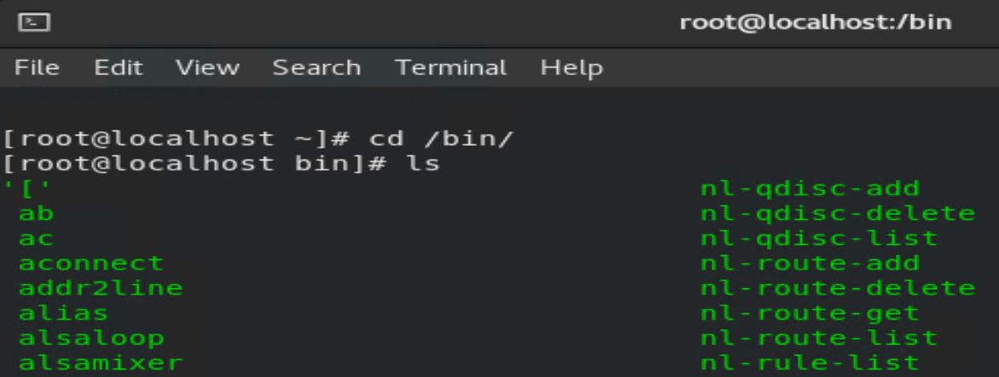 root@localhost:/bin
File Edit View Search Terminal Help
[root@localhost ~]# cd /bin/
[root@localhost bin]# ls
'[' nl-qdisc-add
ab nl-qdisc-delete
ac nl-qdisc-list
aconnect nl-route-add
addr2line nl-route-delete
alias nl-route-get
alsaloop nl-route-list
alsamixer nl-rule-list